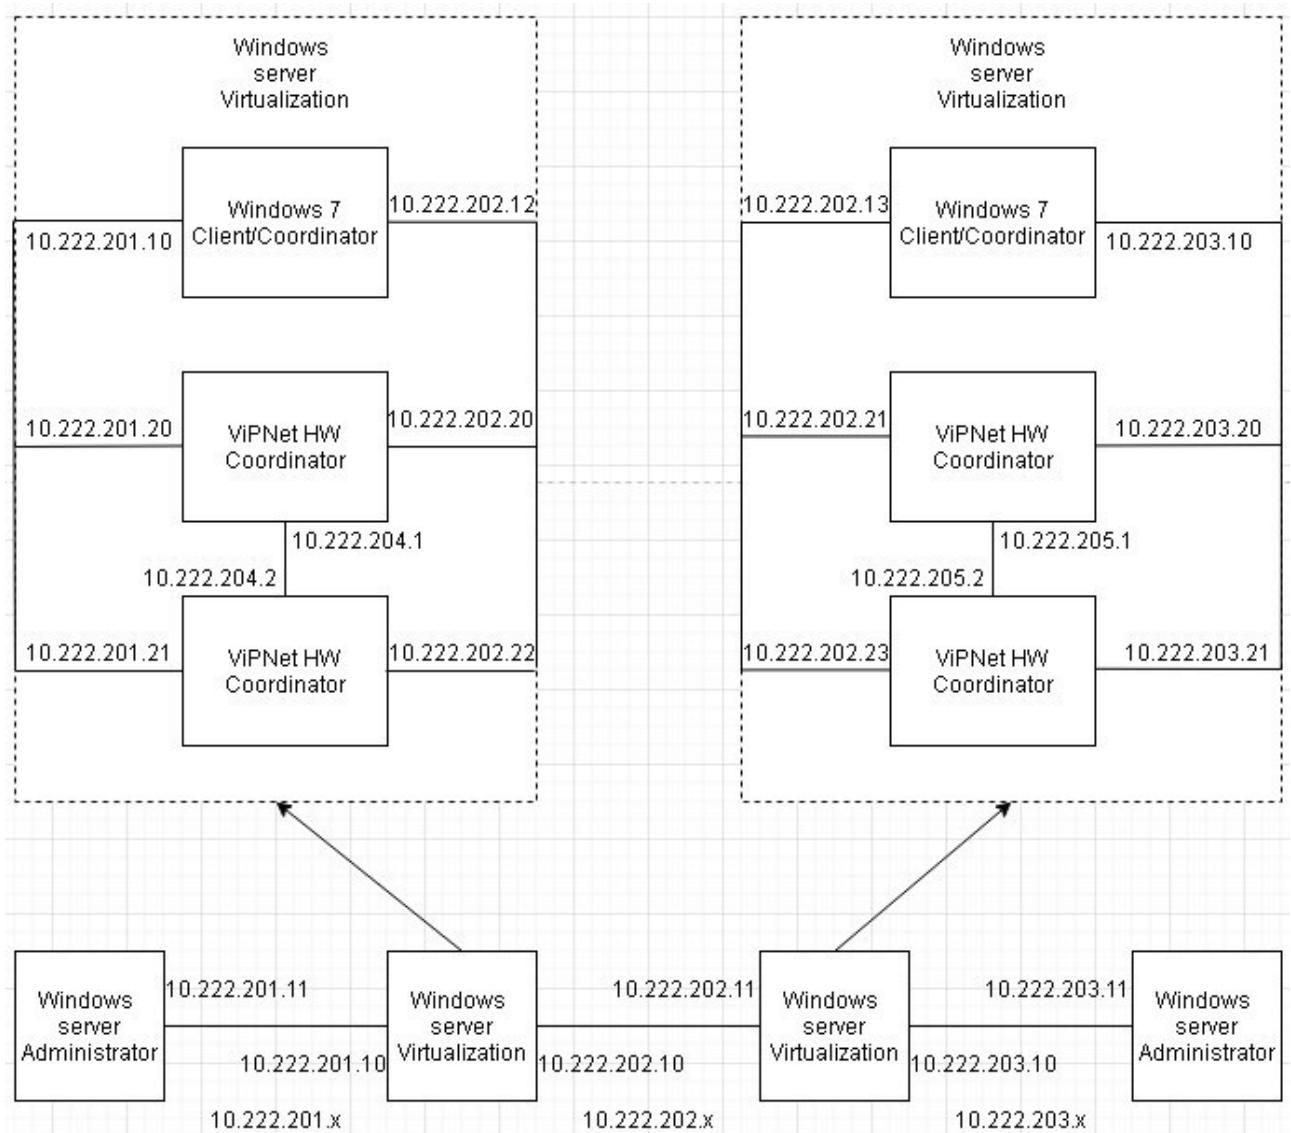 Windows
server
Virtualization
Windows
server
Virtualization
Windows 7
Client/Coordinator
10.222.201.10
10.222.202.12
10.222.202.13
Windows 7
Client/Coordinator
10.222.203.10
10.222.201.20
ViPNet HW
Coordinator
10.222.202.20
10.222.202.21
ViPNet HW
Coordinator
10.222.203.20
10.222.204.1
10.222.204.2
10.222.205.1
10.222.205.2
10.222.201.21
ViPNet HW
Coordinator
10.222.202.22
10.222.202.23
ViPNet HW
Coordinator
10.222.203.21
Windows
server
Administrator
10.222.201.11
10.222.201.10
Windows
server
Virtualization
10.222.202.11
10.222.202.10
Windows
server
Virtualization
10.222.203.11
10.222.203.10
Windows
server
Administrator
10.222.201.x
10.222.202.x
10.222.203.x